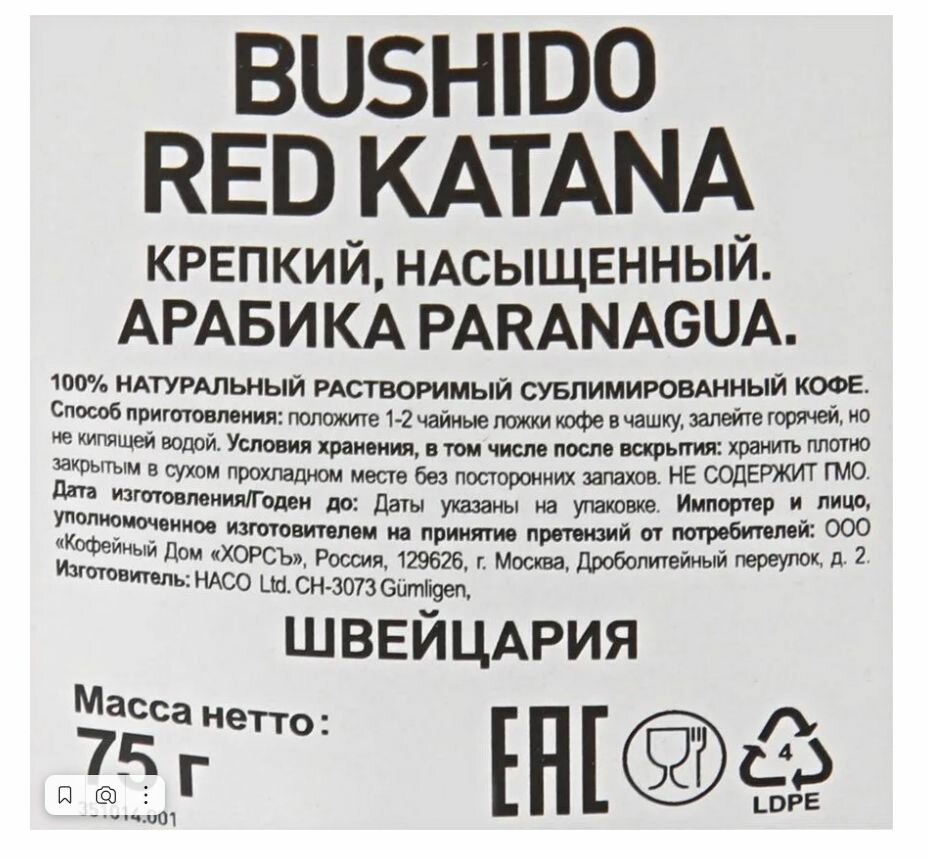 BUSHIDO
RED KATANA
КРЕПКИЙ, НАСЫЩЕННЫЙ.
АРАБИКА PARANAGUA.
100% НАТУРАЛЬНЫЙ РАСТВОРИМЫЙ СУБЛИМИРОВАННЫЙ КОФЕ.
Способ приготовления: положите 1-2 чайные ложки кофе в чашку, залейте горячей, но
не кипящей водой. Условия хранения, в том числе после вскрытия: хранить плотно
закрытым в сухом прохладном месте без посторонних запахов. НЕ СОДЕРЖИТ ГМО.
Дата изготовления/Годен до: Даты указаны на упаковке. Импортер и лицо,
уполномоченное изготовителем на принятие претензий от потребителей: ООО
«Кофейный Дом «ХОРСЪ», Россия, 129626, г. Москва, Дроболитейный переулок, д. 2.
Изготовитель: HACO Ltd. CH-3073 Gümligen,
ШВЕЙЦАРИЯ
Масса нетто:
75 г
351014.001
EAC
4
LDPE